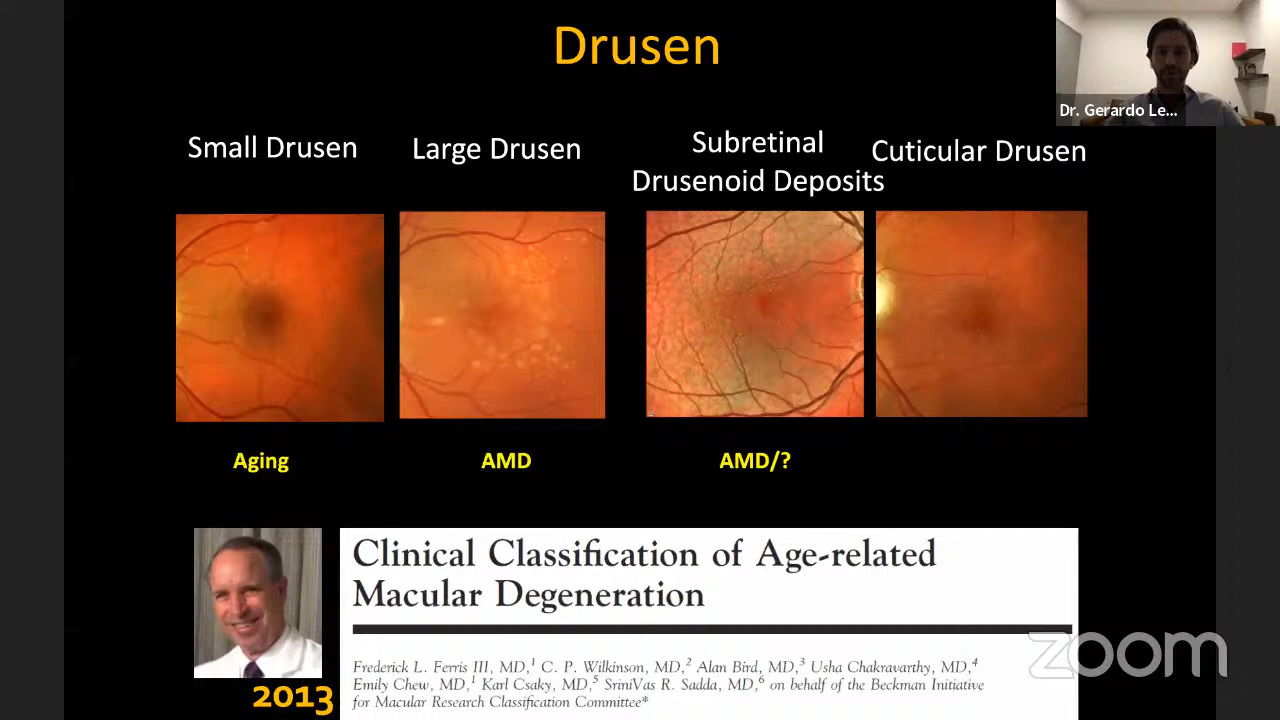 Drusen
Dr. Gerardo Le...
Small Drusen
Large Drusen
Subretinal
Drusenoid Deposits
Cuticular Drusen
Aging
AMD
AMD/?
2013
Clinical Classification of Age-related
Macular Degeneration
Frederick L. Ferris III, MD,1 C. P. Wilkinson, MD,2 Alan Bird, MD,3 Usha Chakravarthy, MD,4
Emily Chew, MD,1 Karl Csaky, MD,5 SriniVas R. Sadda, MD,6 on behalf of the Beckman Initiative
for Macular Research Classification Committee*
zoom